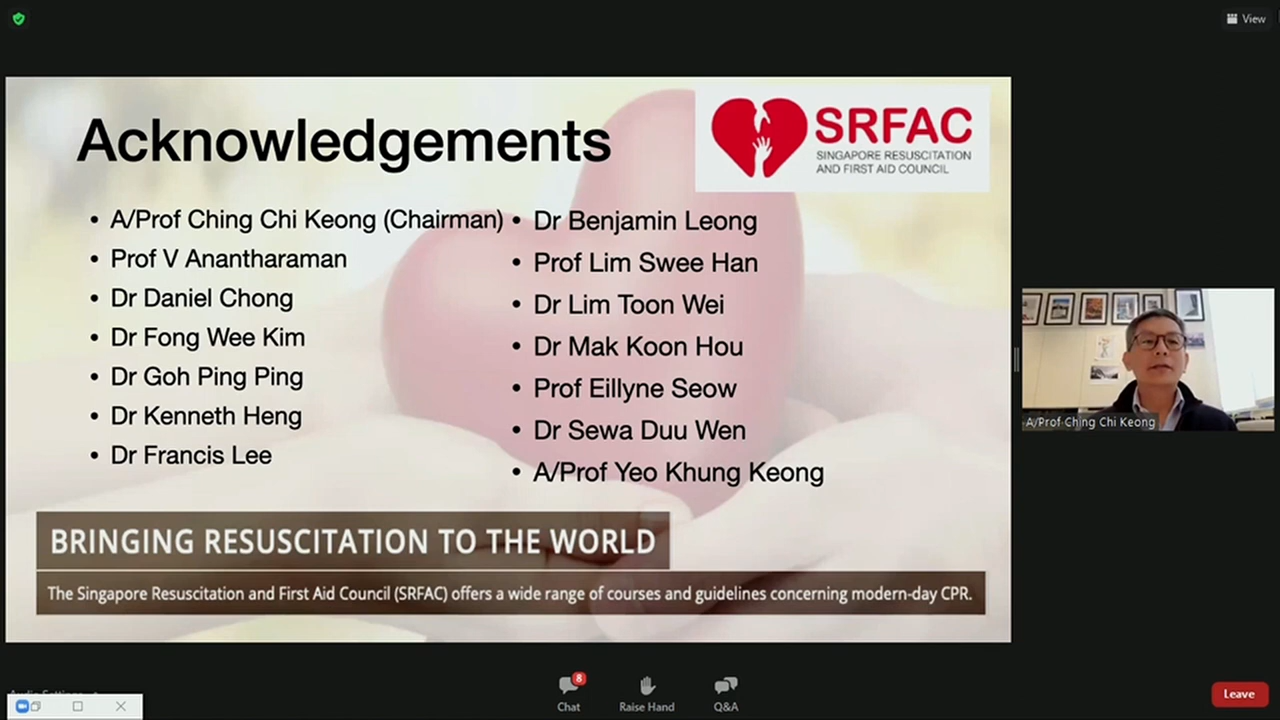 View
Acknowledgements
SRFAC
SINGAPORE RESUSCITATION
AND FIRST AID COUNCIL
• A/Prof Ching Chi Keong (Chairman)
• Prof V Anantharaman
• Dr Daniel Chong
• Dr Fong Wee Kim
• Dr Goh Ping Ping
• Dr Kenneth Heng
• Dr Francis Lee
• Dr Benjamin Leong
• Prof Lim Swee Han
• Dr Lim Toon Wei
• Dr Mak Koon Hou
• Prof Eillyne Seow
• Dr Sewa Duu Wen
• A/Prof Yeo Khung Keong
BRINGING RESUSCITATION TO THE WORLD
The Singapore Resuscitation and First Aid Council (SRFAC) offers a wide range of courses and guidelines concerning modern-day CPR.
A/Prof Ching Chi Keong
8
Chat
Raise Hand
Q&A
Leave